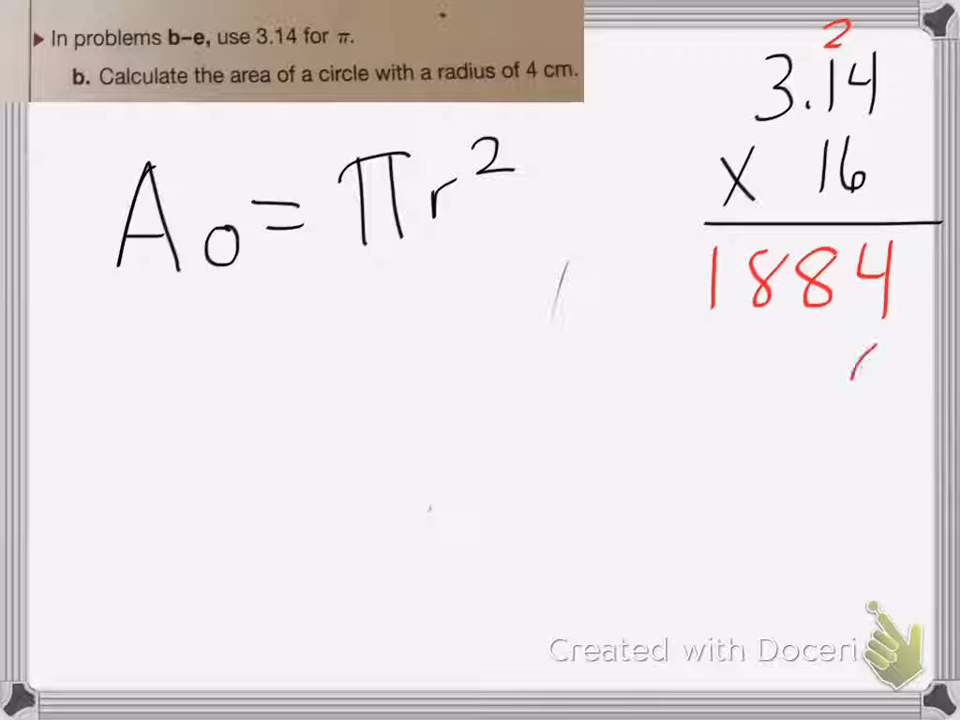 ▶ In problems b–e, use 3.14 for π.
b. Calculate the area of a circle with a radius of 4 cm.
A○ = πr²
2
3.14
X 16
1884
Created with Doceri